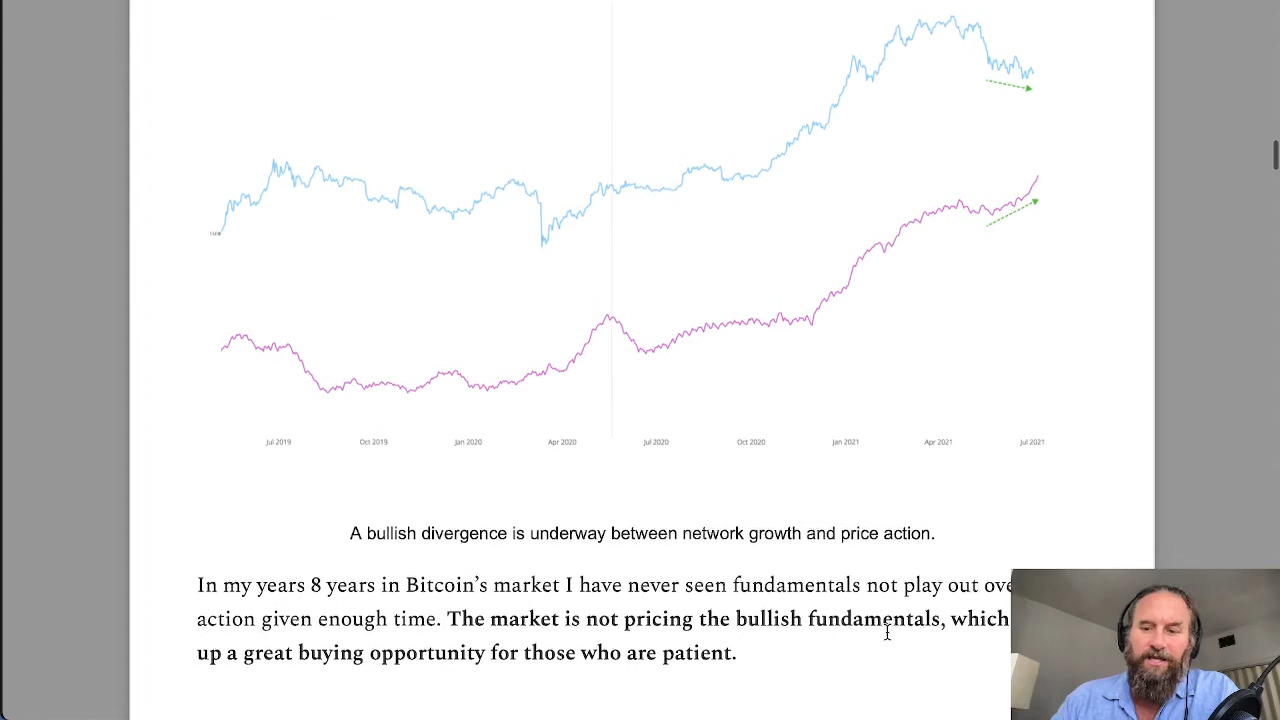 Jul 2019 Oct 2019 Jan 2020 Apr 2020 Jul 2020 Oct 2020 Jan 2021 Apr 2021 Jul 2021
A bullish divergence is underway between network growth and price action.
In my years 8 years in Bitcoin’s market I have never seen fundamentals not play out
action given enough time. The market is not pricing the bullish fundamentals, which
up a great buying opportunity for those who are patient.